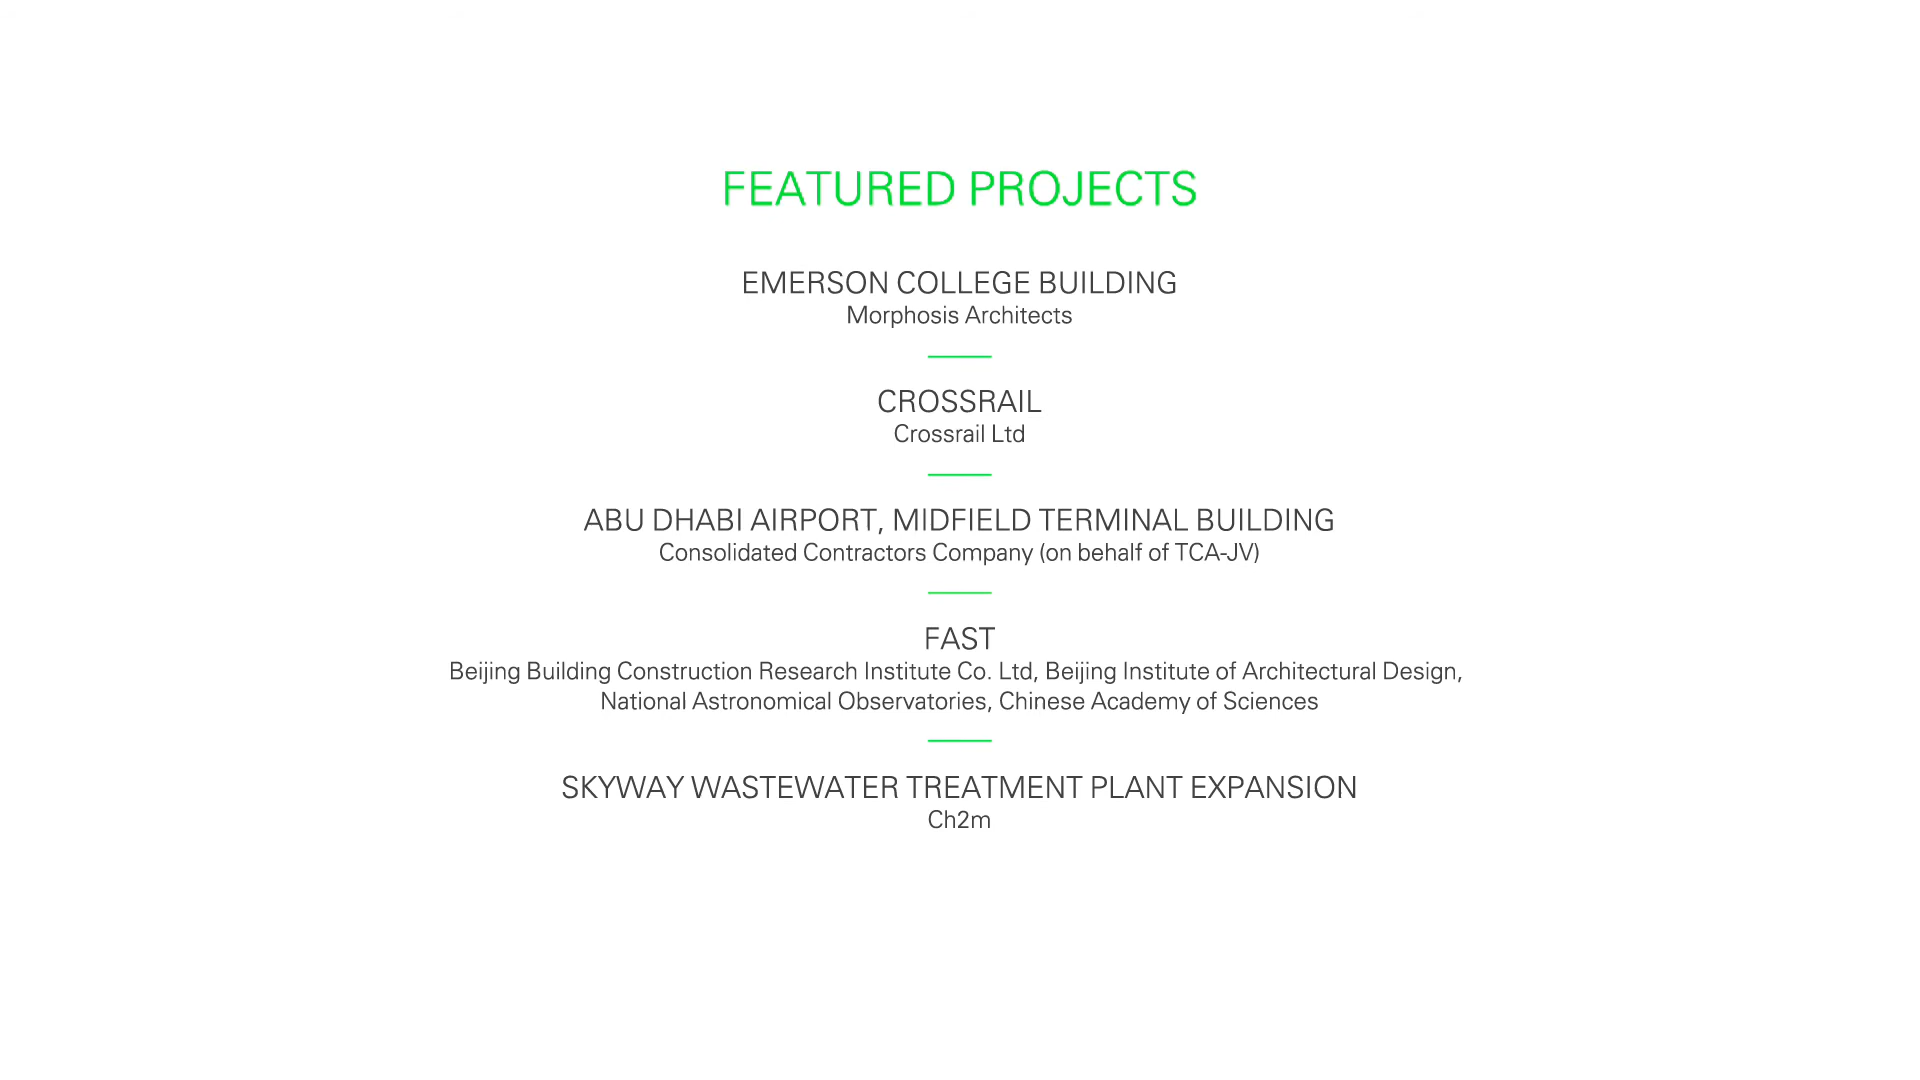 FEATURED PROJECTS
EMERSON COLLEGE BUILDING
Morphosis Architects
CROSSRAIL
Crossrail Ltd
ABU DHABI AIRPORT, MIDFIELD TERMINAL BUILDING
Consolidated Contractors Company (on behalf of TCA-JV)
FAST
Beijing Building Construction Research Institute Co. Ltd, Beijing Institute of Architectural Design,
National Astronomical Observatories, Chinese Academy of Sciences
SKYWAY WASTEWATER TREATMENT PLANT EXPANSION
Ch2m